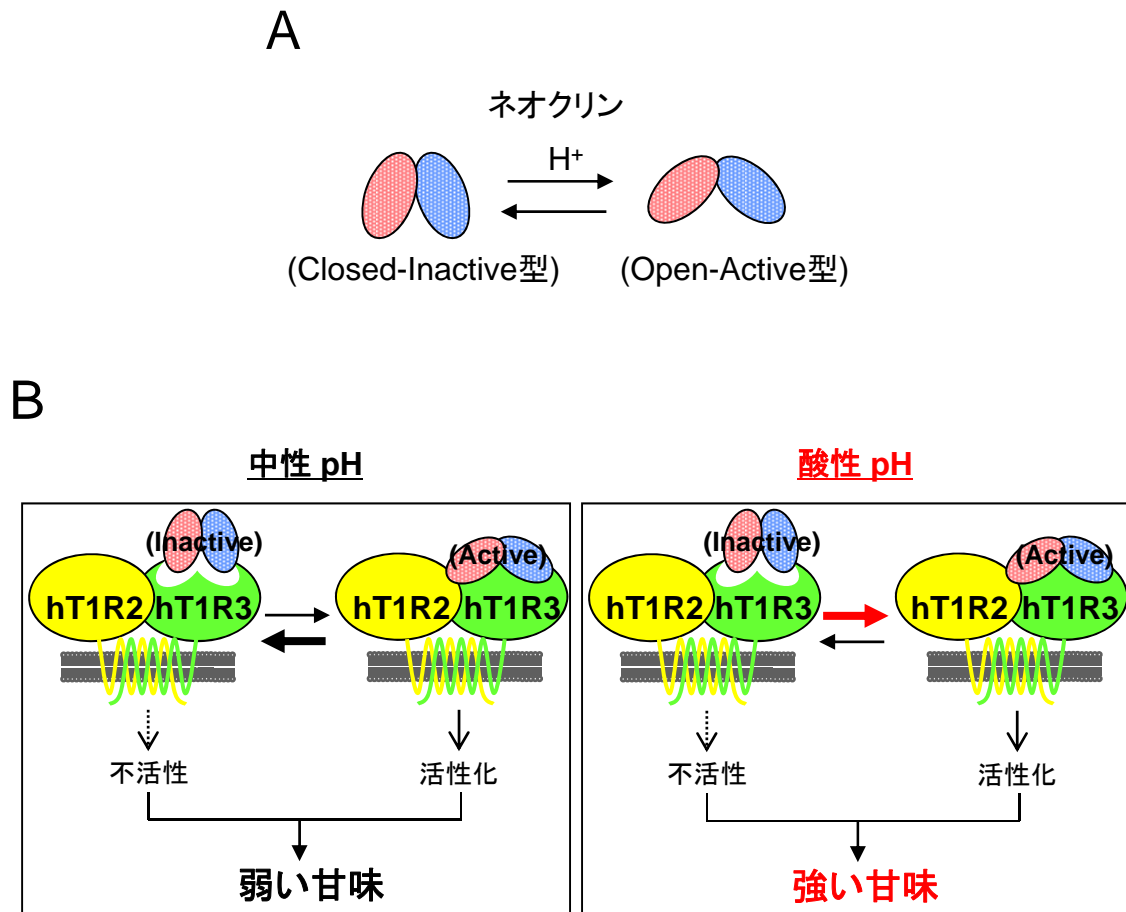 A
ネオクリン
H+
(Closed-Inactive型)
(Open-Active型)
B
中性 pH
(Inactive)
(Active)
hT1R2
hT1R3
hT1R2
hT1R3
不活性
活性化
弱い甘味
酸性 pH
(Inactive)
(Active)
hT1R2
hT1R3
hT1R2
hT1R3
不活性
活性化
強い甘味